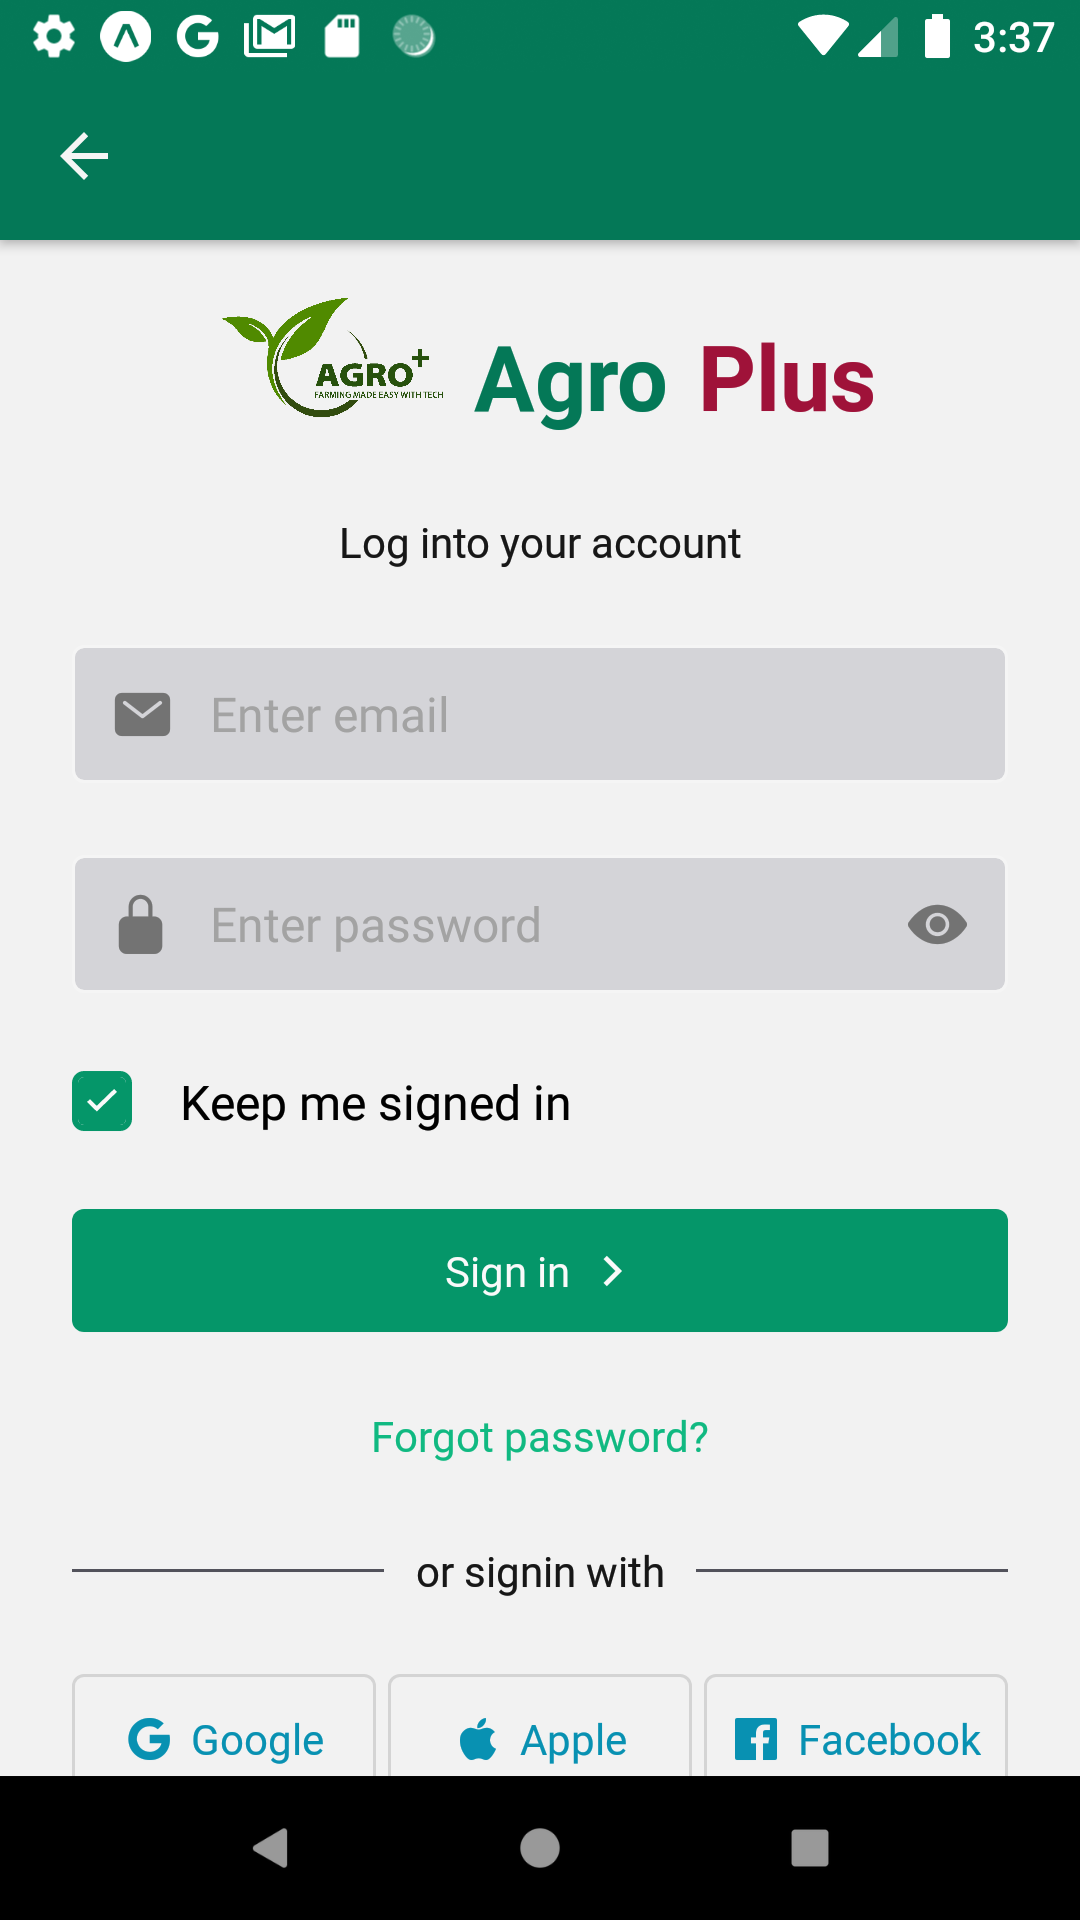 3:37
AGRO+
FARMING MADE EASY WITH TECH
Agro Plus
Log into your account
Enter email
Enter password
Keep me signed in
Sign in
Forgot password?
or signin with
Google Apple Facebook